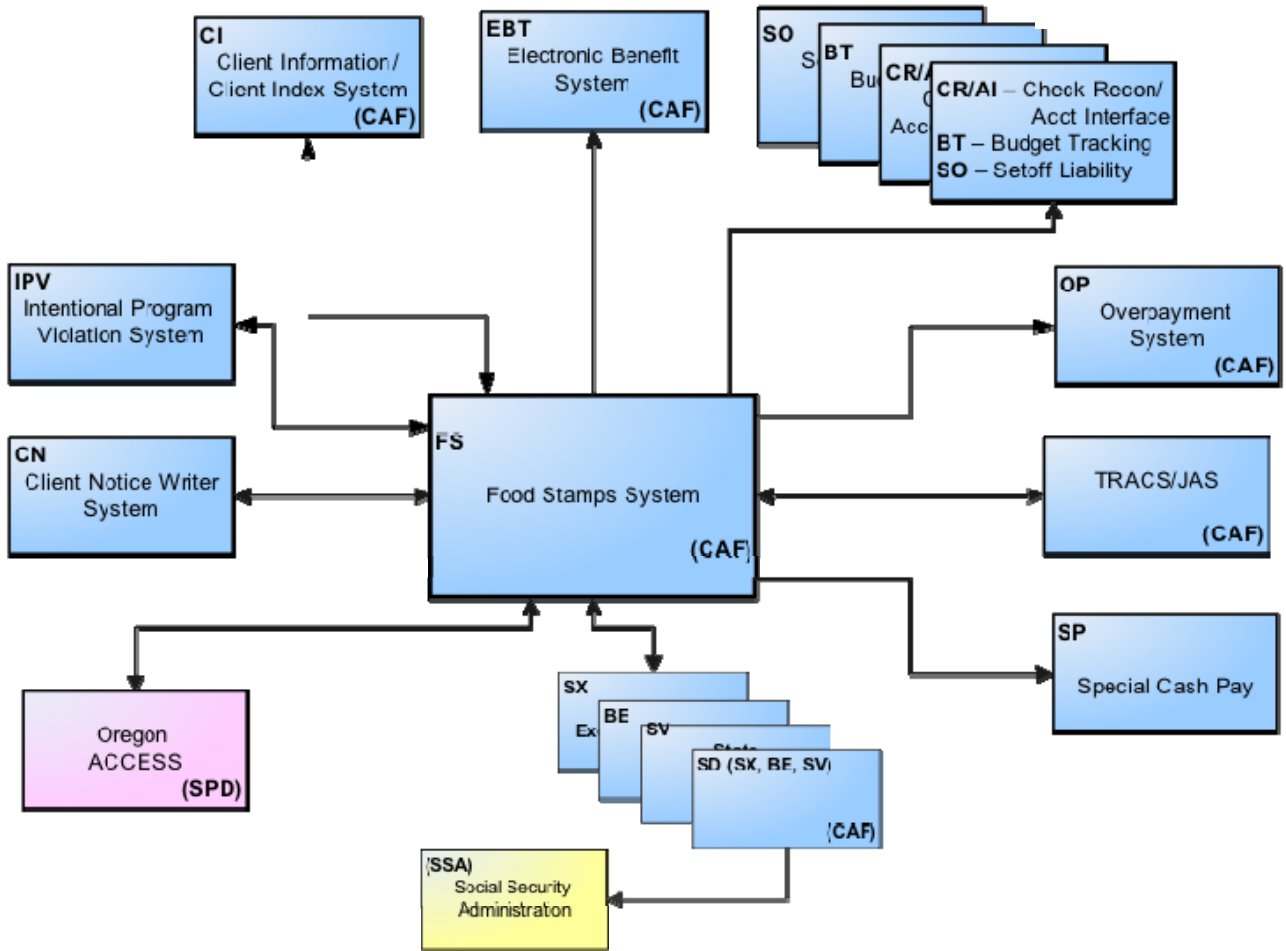 CI
Client Information/
Client Index System
(CAF)
EBT
Electronic Benefit
System
(CAF)
SO
BT
CR/AI – Check Recon/
Acct Interface
BT – Budget Tracking
SO – Setoff Liability
IPV
Intentional Program
Violation System
OP
Overpayment
System
(CAF)
CN
Client Notice Writer
System
FS
Food Stamps System
(CAF)
TRACS/JAS
(CAF)
SP
Special Cash Pay
Oregon
ACCESS
(SPD)
SX
BE
SV
State
SD (SX, BE, SV)
(CAF)
(SSA)
Social Security
Administration